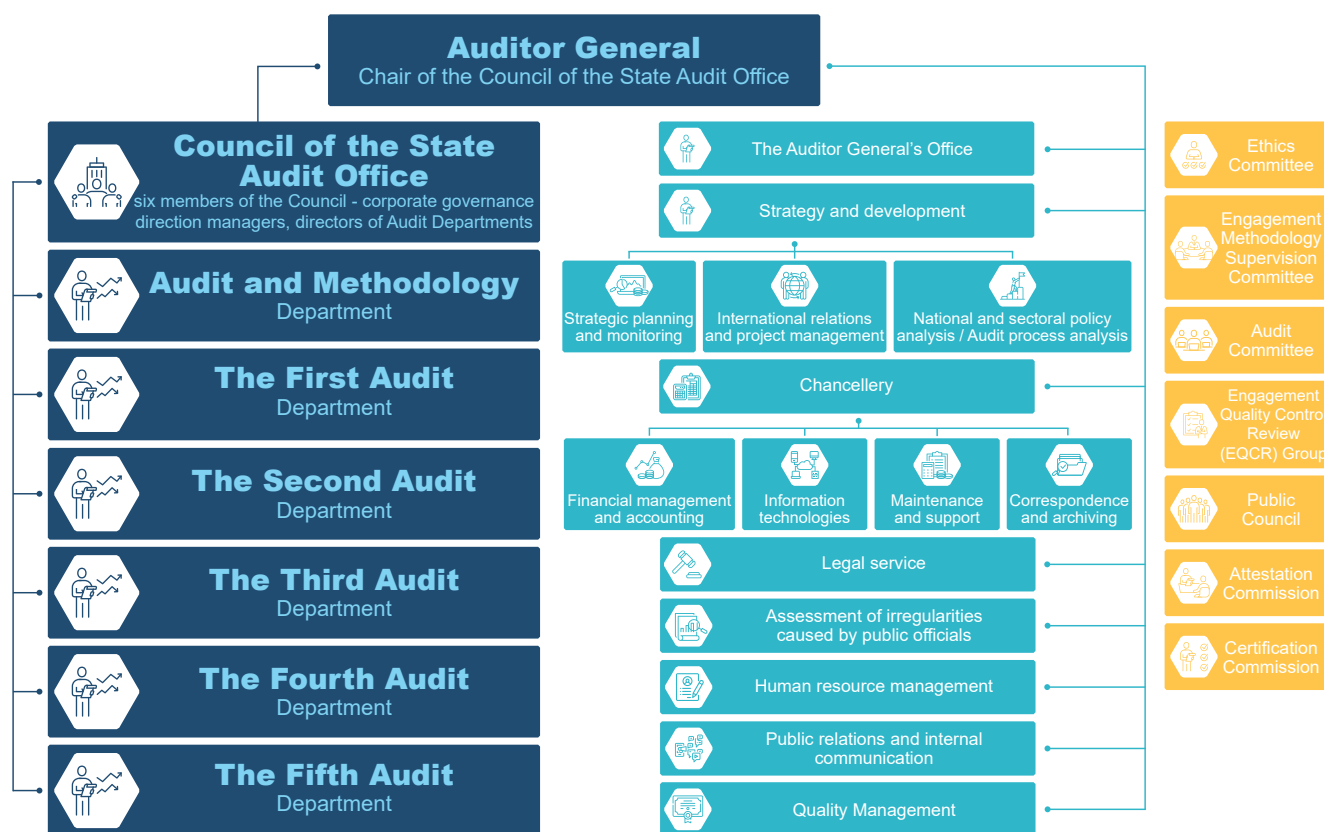 Auditor General
Chair of the Council of the State Audit Office
Council of the State
Audit Office
six members of the Council - corporate governance
direction managers, directors of Audit Departments
Audit and Methodology
Department
The First Audit
Department
The Second Audit
Department
The Third Audit
Department
The Fourth Audit
Department
The Fifth Audit
Department
The Auditor General's Office
Strategy and development
Strategic planning
and monitoring
International relations
and project management
National and sectoral policy
analysis / Audit process analysis
Chancellery
Financial management
and accounting
Information
technologies
Maintenance
and support
Correspondence
and archiving
Legal service
Assessment of irregularities
caused by public officials
Human resource management
Public relations and internal
communication
Quality Management
Ethics
Committee
Engagement
Methodology
Supervision
Committee
Audit
Committee
Engagement
Quality Contro
Review
(EQCR) Group
Public
Council
Attestation
Commission
Certification
Commission